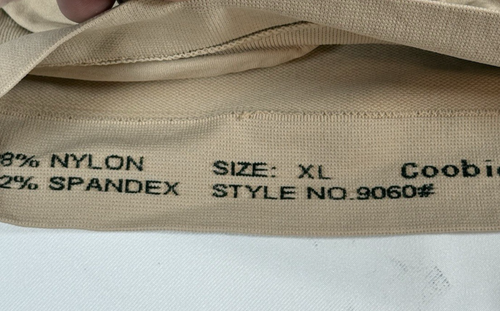 8% NYLON SIZE: XL Coobi
2% SPANDEX STYLE NO.9060#